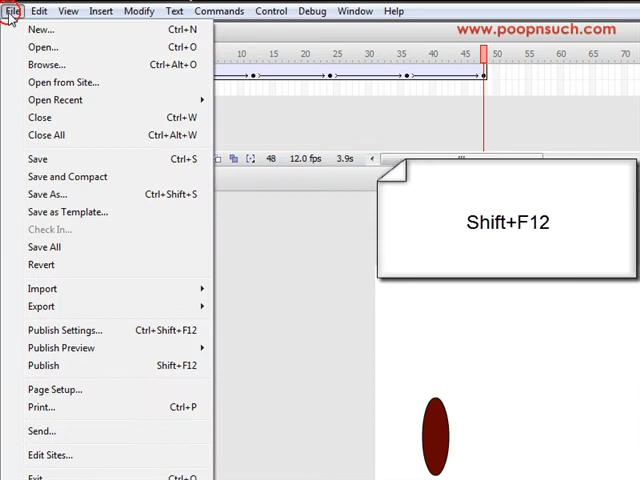 File Edit View Insert Modify Text Commands Control Debug Window Help
www.poopnsuch.com
10 15 20 25 30 35 40 45 50 55 60 65 70
48 12.0 fps 3.9s
New... Ctrl+N
Open... Ctrl+O
Browse... Ctrl+Alt+O
Open from Site...
Open Recent
Close Ctrl+W
Close All Ctrl+Alt+W
Save Ctrl+S
Save and Compact
Save As... Ctrl+Shift+S
Save as Template...
Check In...
Save All
Revert
Import
Export
Publish Settings... Ctrl+Shift+F12
Publish Preview
Publish Shift+F12
Page Setup...
Print... Ctrl+P
Send...
Edit Sites...
Exit Ctrl+Q
Shift+F12